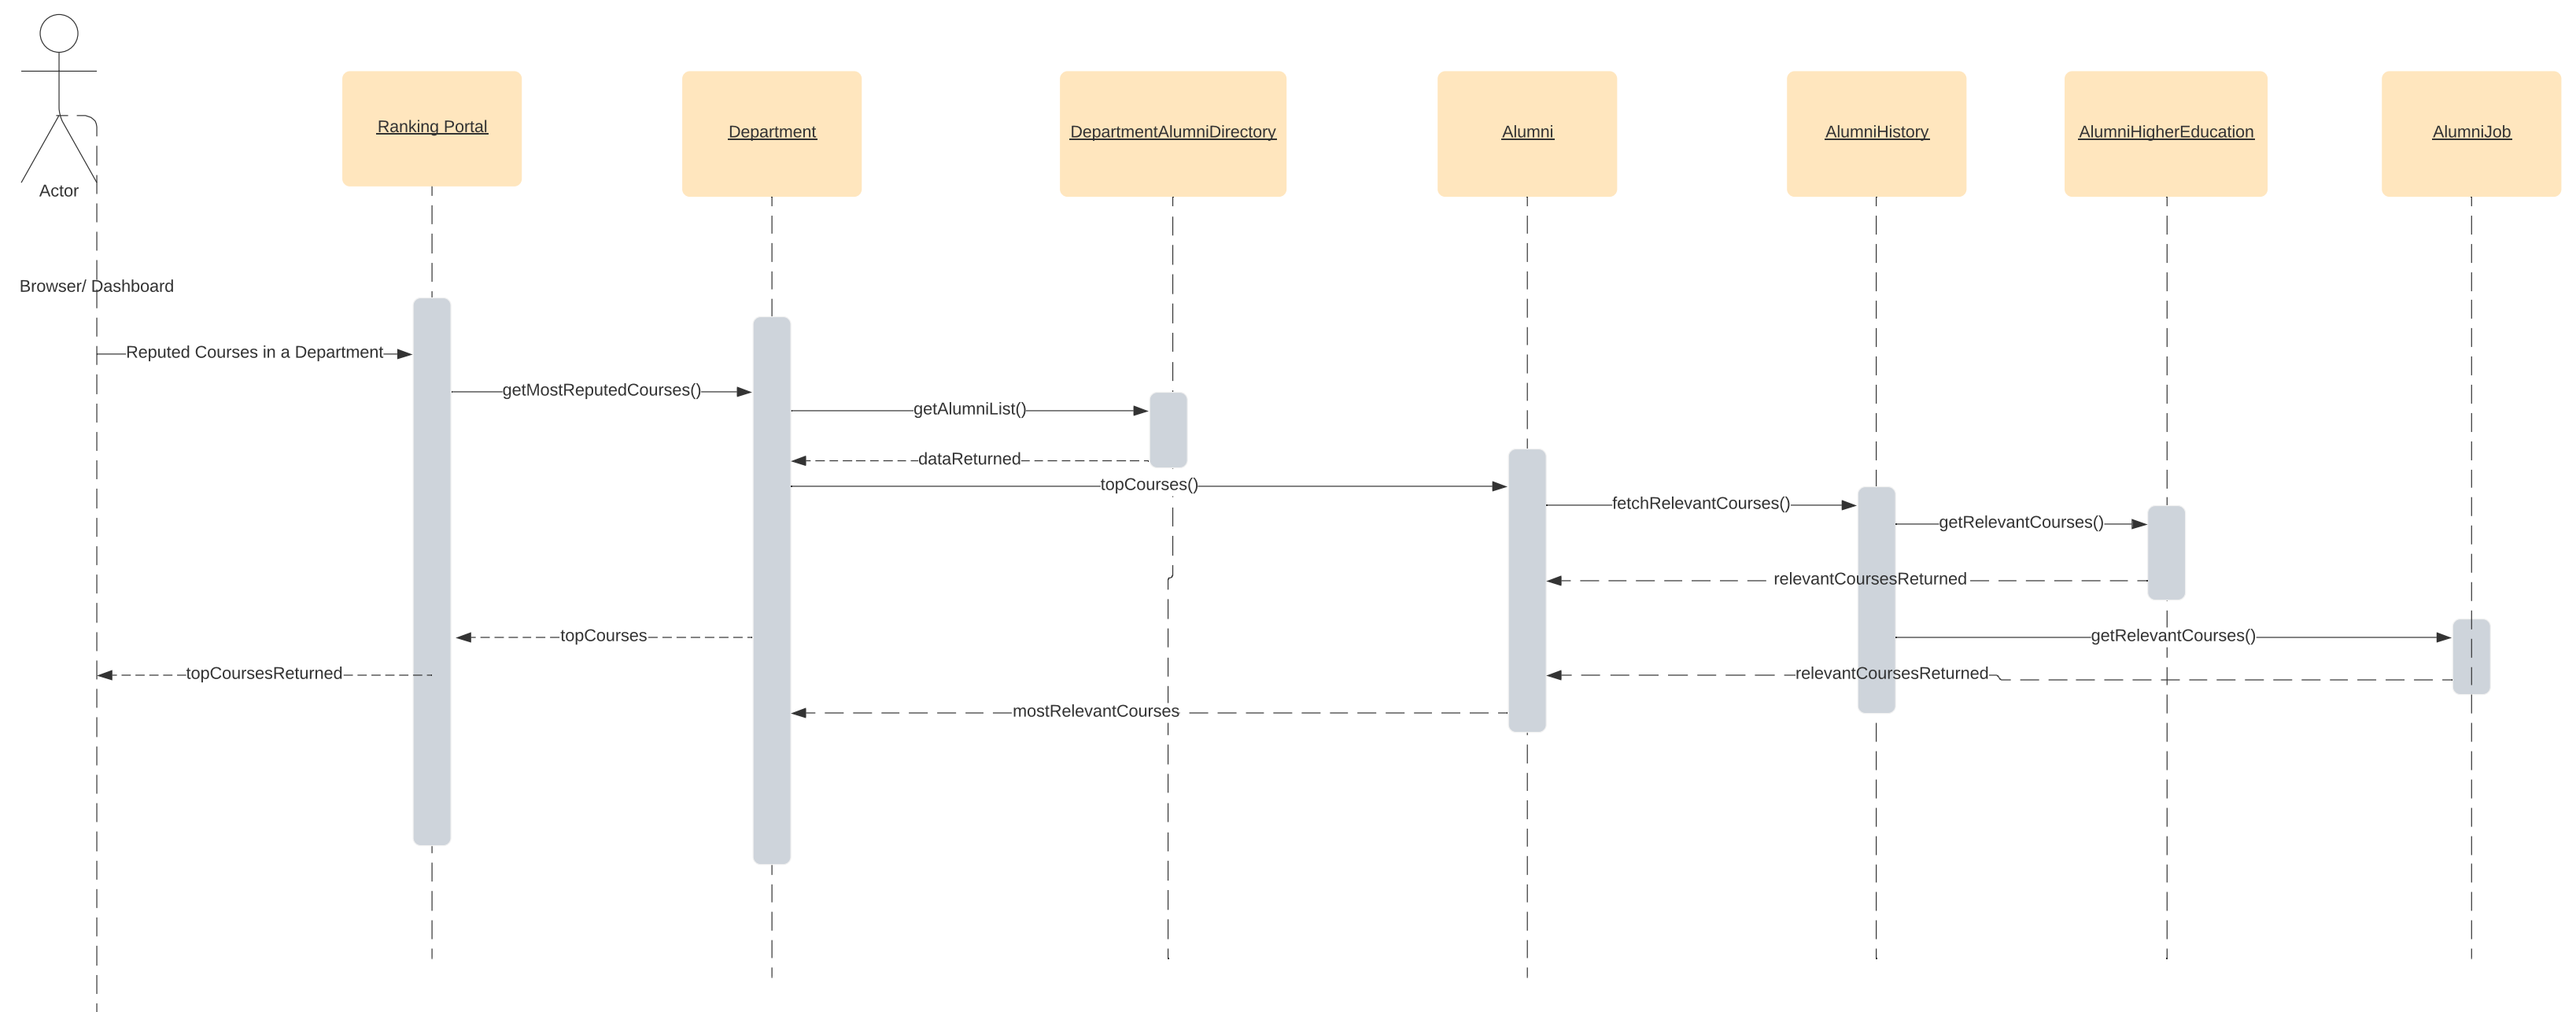 Actor
Ranking Portal
Department
DepartmentAlumniDirectory
Alumni
AlumniHistory
AlumniHigherEducation
AlumniJob
Browser/ Dashboard
Reputed Courses in a Department
getMostReputedCourses()
getAlumniList()
dataReturned
topCourses()
fetchRelevantCourses()
getRelevantCourses()
relevantCoursesReturned
topCourses
getRelevantCourses()
topCoursesReturned
relevantCoursesReturned
mostRelevantCourses